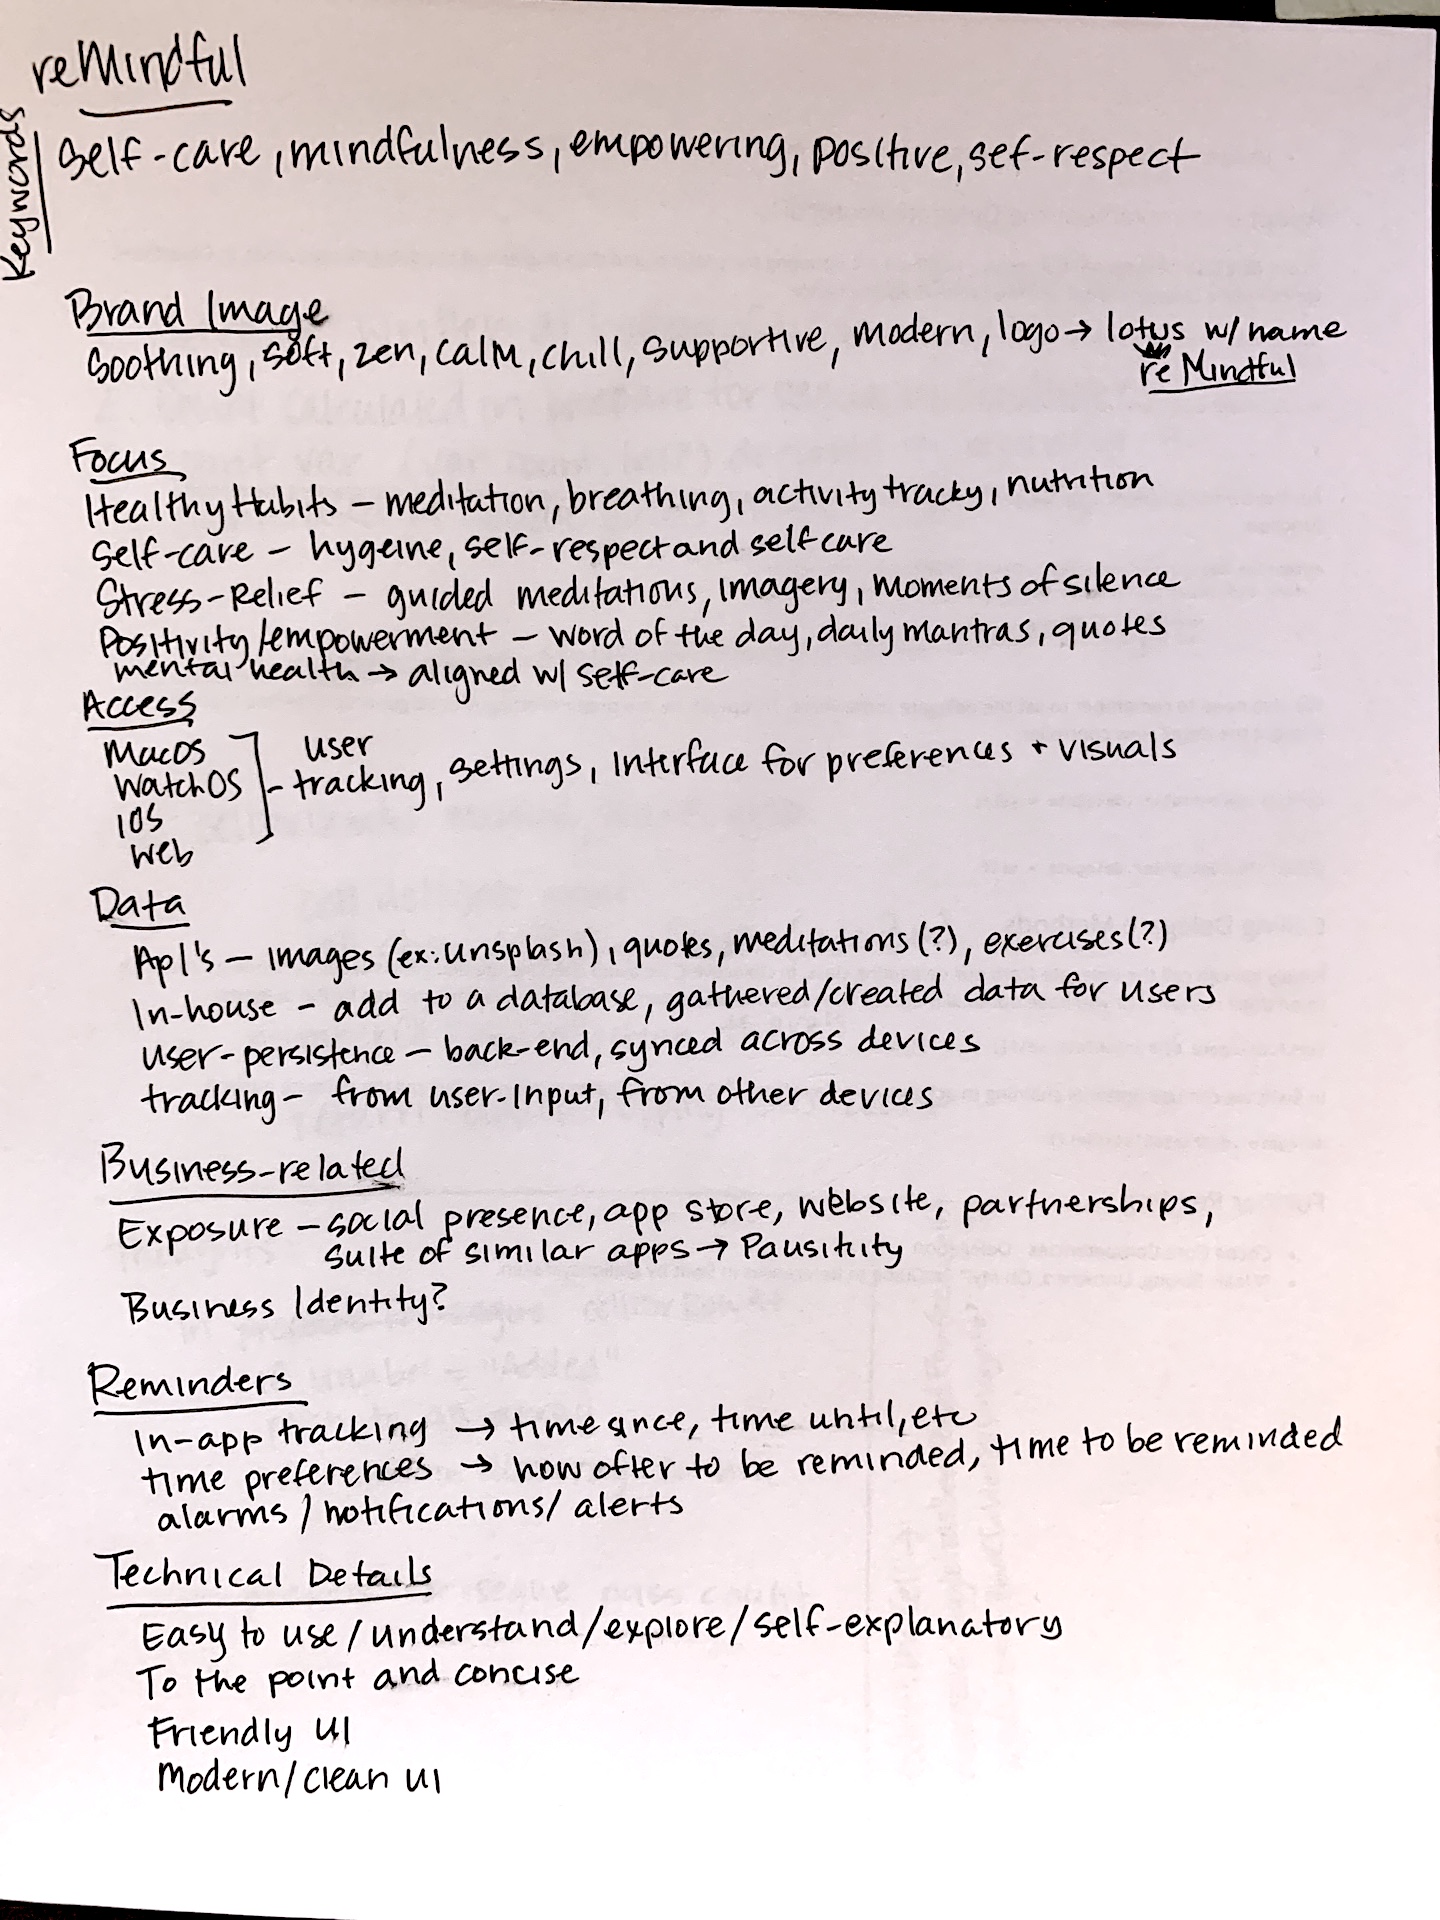 reMindful
Keywords
Self-care, mindfulness, empowering, positive, sef-respect
Brand Image
Soothing, soft, zen, calm, chill, supportive, modern, logo → lotus w/ name
reMindful
Focus
Healthy Habits – meditation, breathing, activity tracky, nutrition
Self-care – hygeine, self-respect and self care
Stress-Relief – guided meditations, imagery, moments of silence
Positivity/empowerment – word of the day, daily mantras, quotes
mental health → aligned w/ self-care
Access
MacOS
WatchOS
iOS
Web
user
tracking, settings, interface for preferences + visuals
Data
API's – images (ex: unsplash), quotes, meditations (?), exercises (?)
In-house – add to a database, gathered/created data for users
user-persistence – back-end, synced across devices
tracking – from user-input, from other devices
Business-related
Exposure – social presence, app store, website, partnerships,
suite of similar apps →
Business Identity?
Reminders
In-app tracking → time since, time until, etc
time preferences → how often to be reminded, time to be reminded
alarms / notifications / alerts
Technical Details
Easy to use / understand / explore / self-explanatory
To the point and concise
Friendly UI
Modern/clean UI